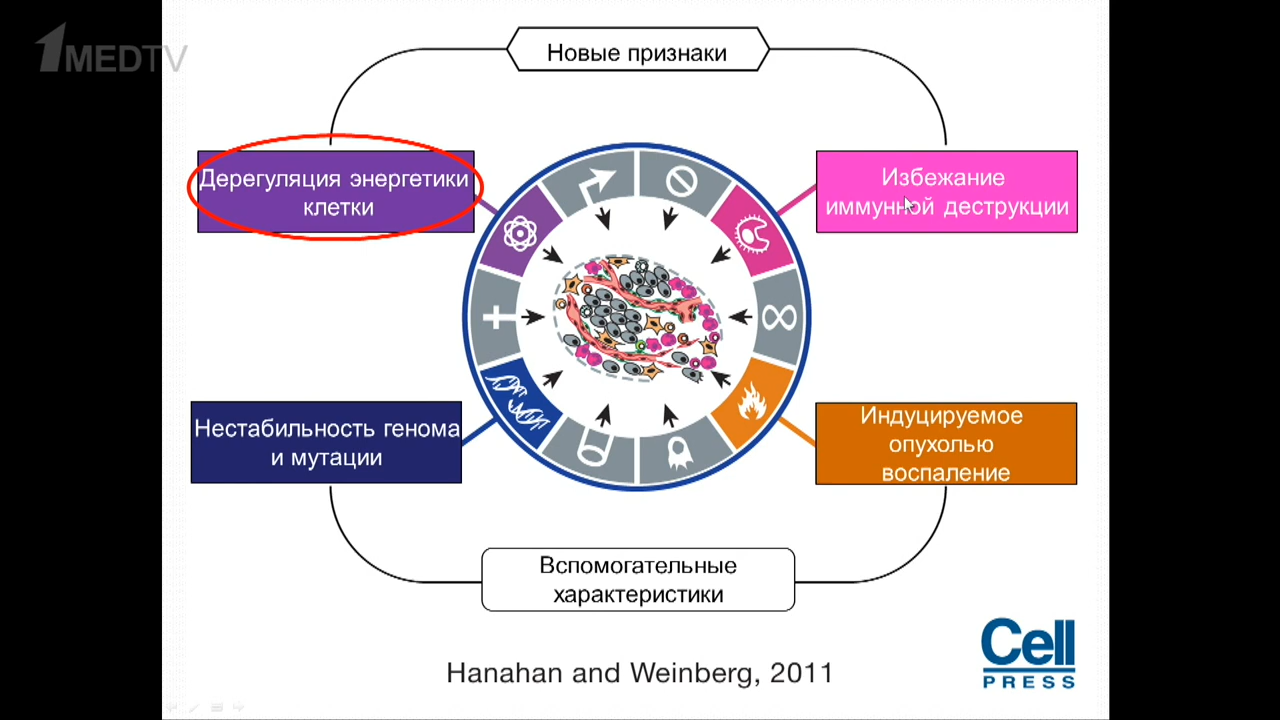 1MEDTV
Новые признаки
Дерегуляция энергетики
клетки
Избежание
иммунной деструкции
Нестабильность генома
и мутации
Индуцируемое
опухолью
воспаление
Вспомогательные
характеристики
Cell
PRESS
Hanahan and Weinberg, 2011